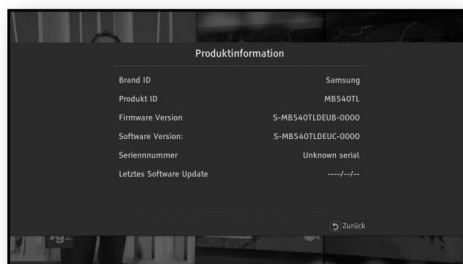 Produktinformation
Brand ID Samsung
Produkt ID MB540TL
Firmware Version S-MB540TLDEUB-0000
Software Version: S-MB540TLDEUC-0000
Seriennnummer Unknown serial
Letztes Software Update ----/--/--
Zurück